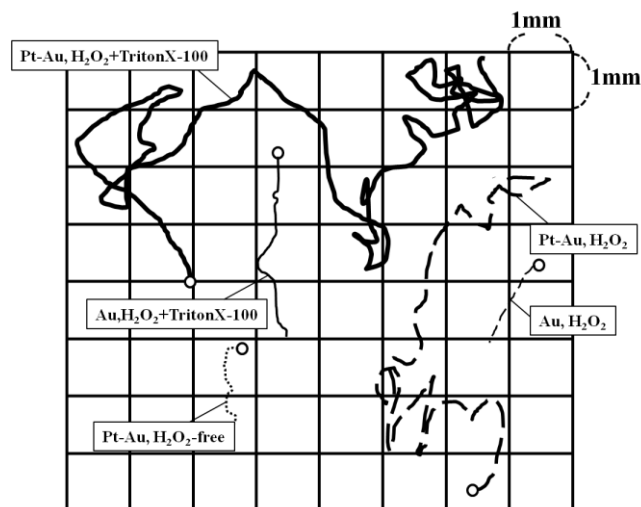 1mm
Pt-Au, H₂O₂+TritonX-100
1mm
Pt-Au, H₂O₂
Au,H₂O₂+TritonX-100
Au, H₂O₂
Pt-Au, H₂O₂-free